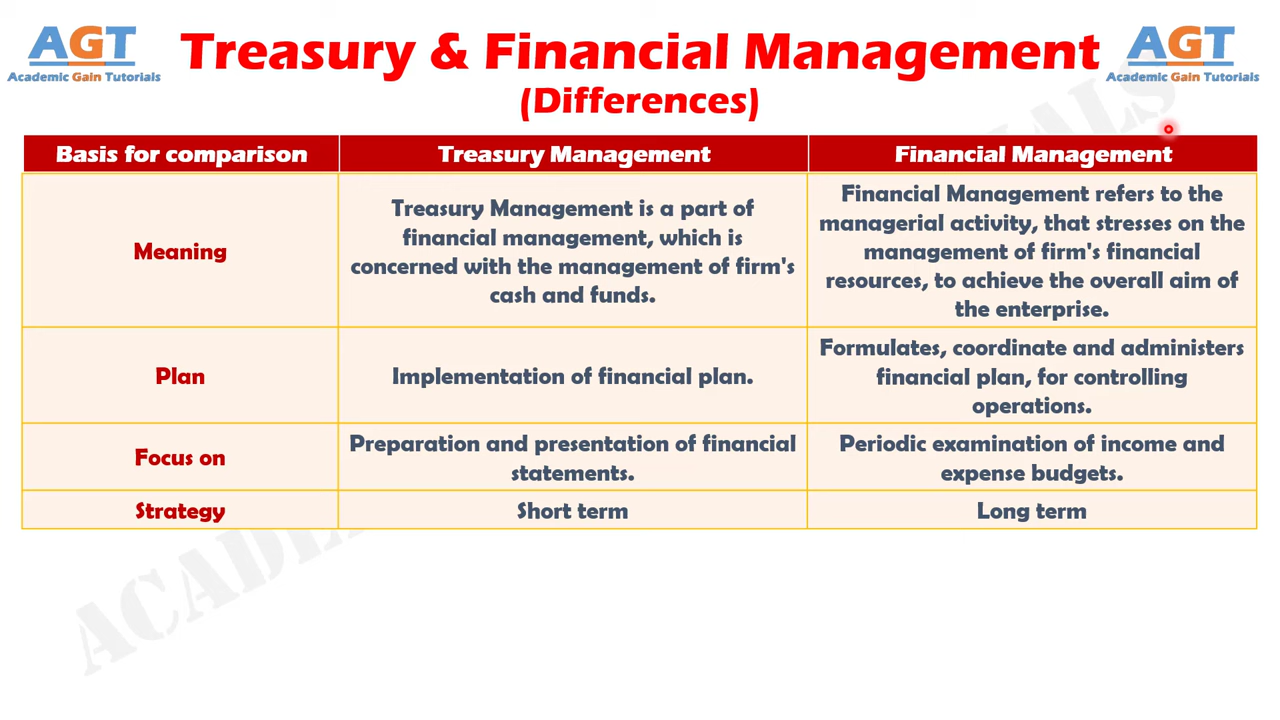 AGT
Academic Gain Tutorials
Treasury & Financial Management
(Differences)
AGT
Academic Gain Tutorials
Basis for comparison
Treasury Management
Financial Management
Meaning
Treasury Management is a part of
financial management, which is
concerned with the management of firm's
cash and funds.
Financial Management refers to the
managerial activity, that stresses on the
management of firm's financial
resources, to achieve the overall aim of
the enterprise.
Plan
Implementation of financial plan.
Formulates, coordinate and administers
financial plan, for controlling
operations.
Focus on
Preparation and presentation of financial
statements.
Periodic examination of income and
expense budgets.
Strategy
Short term
Long term